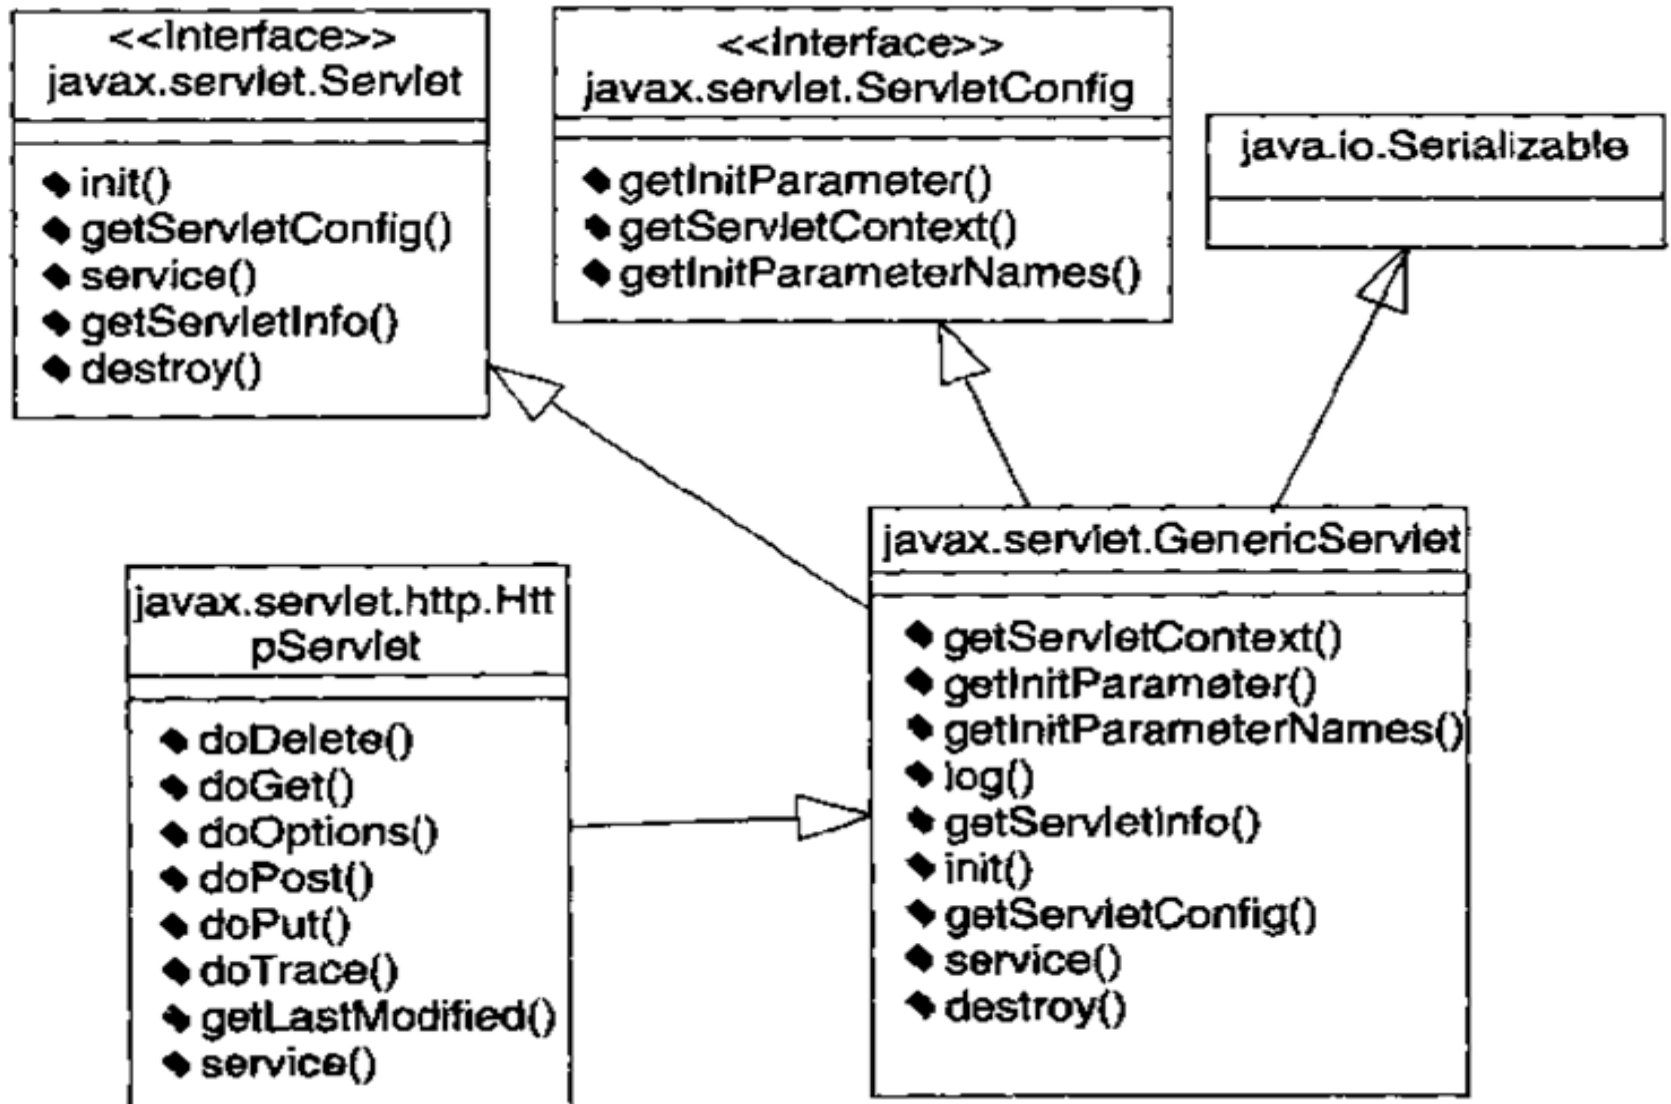 <<Interface>>
javax.servlet.Servlet
init()
getServletConfig()
service()
getServletInfo()
destroy()
<<Interface>>
javax.servlet.ServletConfig
getInitParameter()
getServletContext()
getInitParameterNames()
java.io.Serializable
javax.servlet.http.Htt
pServlet
doDelete()
doGet()
doOptions()
doPost()
doPut()
doTrace()
getLastModified()
service()
javax.servlet.GenericServlet
getServletContext()
getInitParameter()
getInitParameterNames()
log()
getServletInfo()
init()
getServletConfig()
service()
destroy()